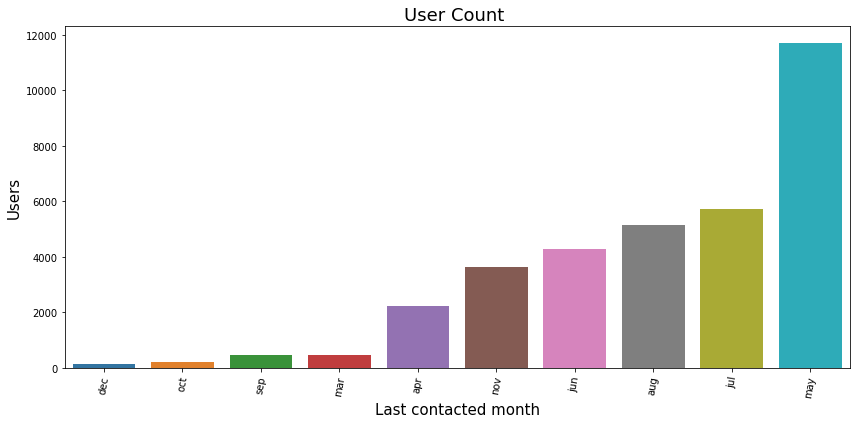 User Count
Users
12000
10000
8000
6000
4000
2000
0
dec oct sep mar apr nov jun aug jul may
Last contacted month